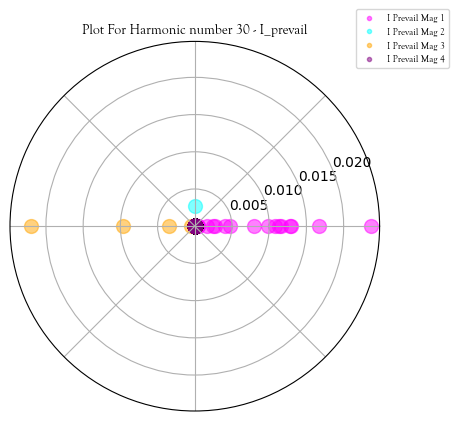 Plot For Harmonic number 30 - I_prevail
I Prevail Mag 1
I Prevail Mag 2
I Prevail Mag 3
I Prevail Mag 4
0.020
0.015
0.010
0.005